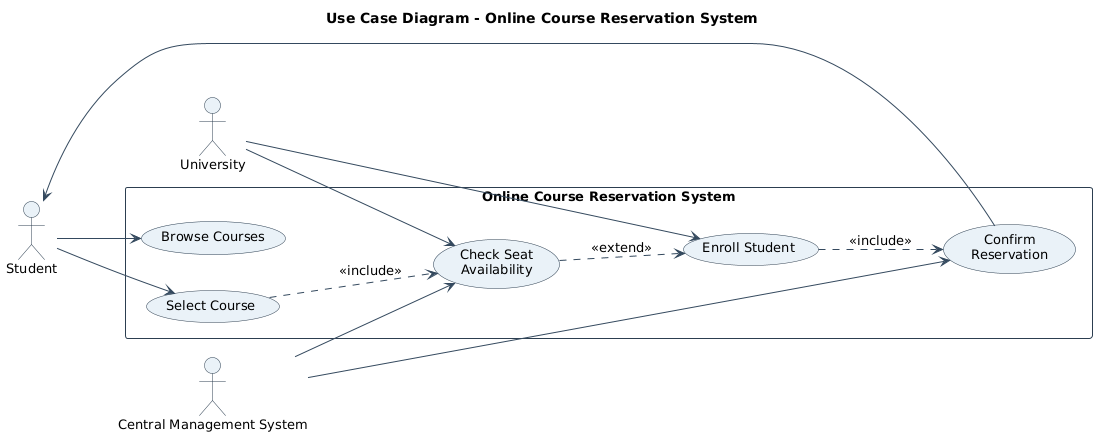 Use Case Diagram - Online Course Reservation System
University
Online Course Reservation System
Student
Browse Courses
Select Course
«include»
Check Seat
Availability
«extend»
Enroll Student
«include»
Confirm
Reservation
Central Management System